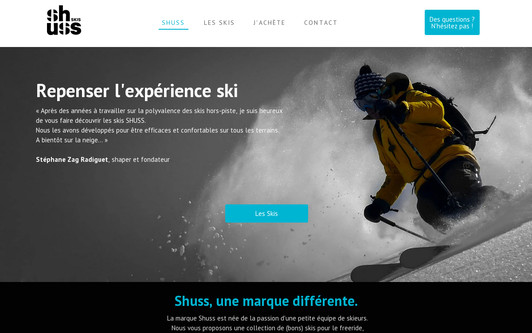 shuss SKIS
SHUSS LES SKIS J'ACHÈTE CONTACT
Des questions ?
N'hésitez pas !
Repenser l'expérience ski
« Après des années à travailler sur la polyvalence des skis hors-piste, je suis heureux
de vous faire découvrir les skis SHUSS.
Nous les avons développés pour être efficaces et confortables sur tous les terrains.
A bientôt sur la neige... »
Stéphane Zag Radiguet, shaper et fondateur
Les Skis
Shuss, une marque différente.
La marque Shuss est née de la passion d'une petite équipe de skieurs.
Nous vous proposons une collection de (bons) skis pour le freeride,